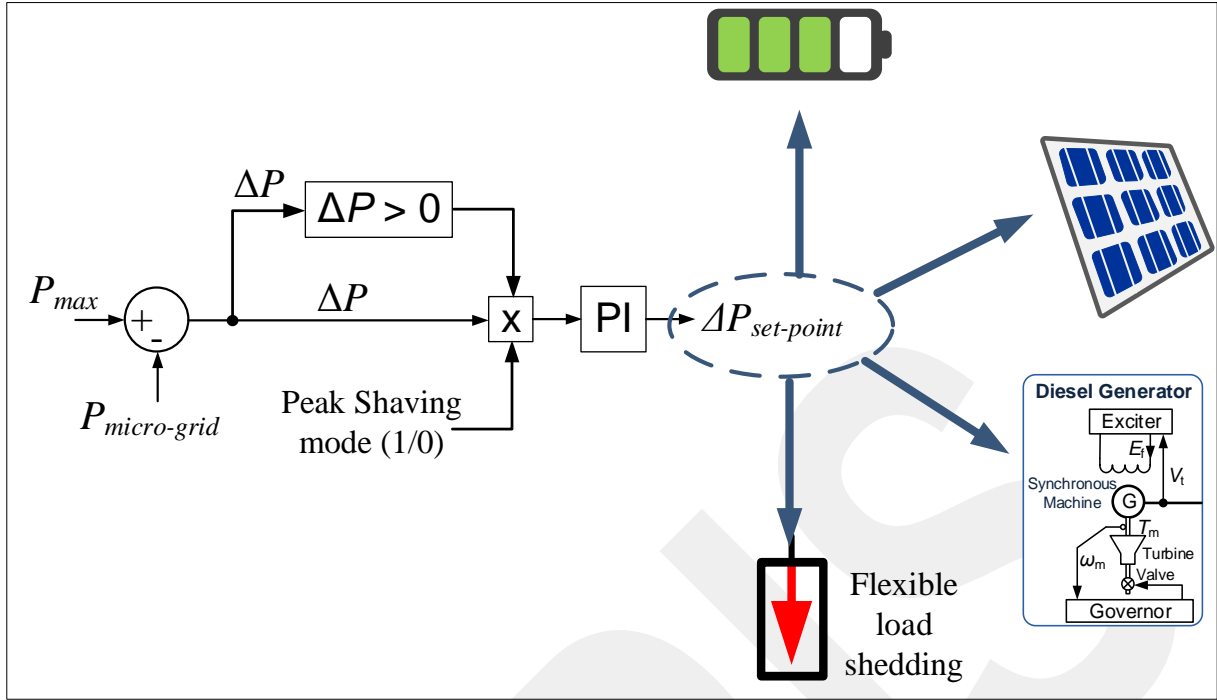 ΔP
ΔP > 0
P_max
+
-
ΔP
x
PI
ΔP_set-point
P_micro-grid
Peak Shaving
mode (1/0)
Diesel Generator
Exciter
E_f
V_t
Synchronous
Machine
G
T_m
Turbine
ω_m
Valve
Governor
Flexible
load
shedding